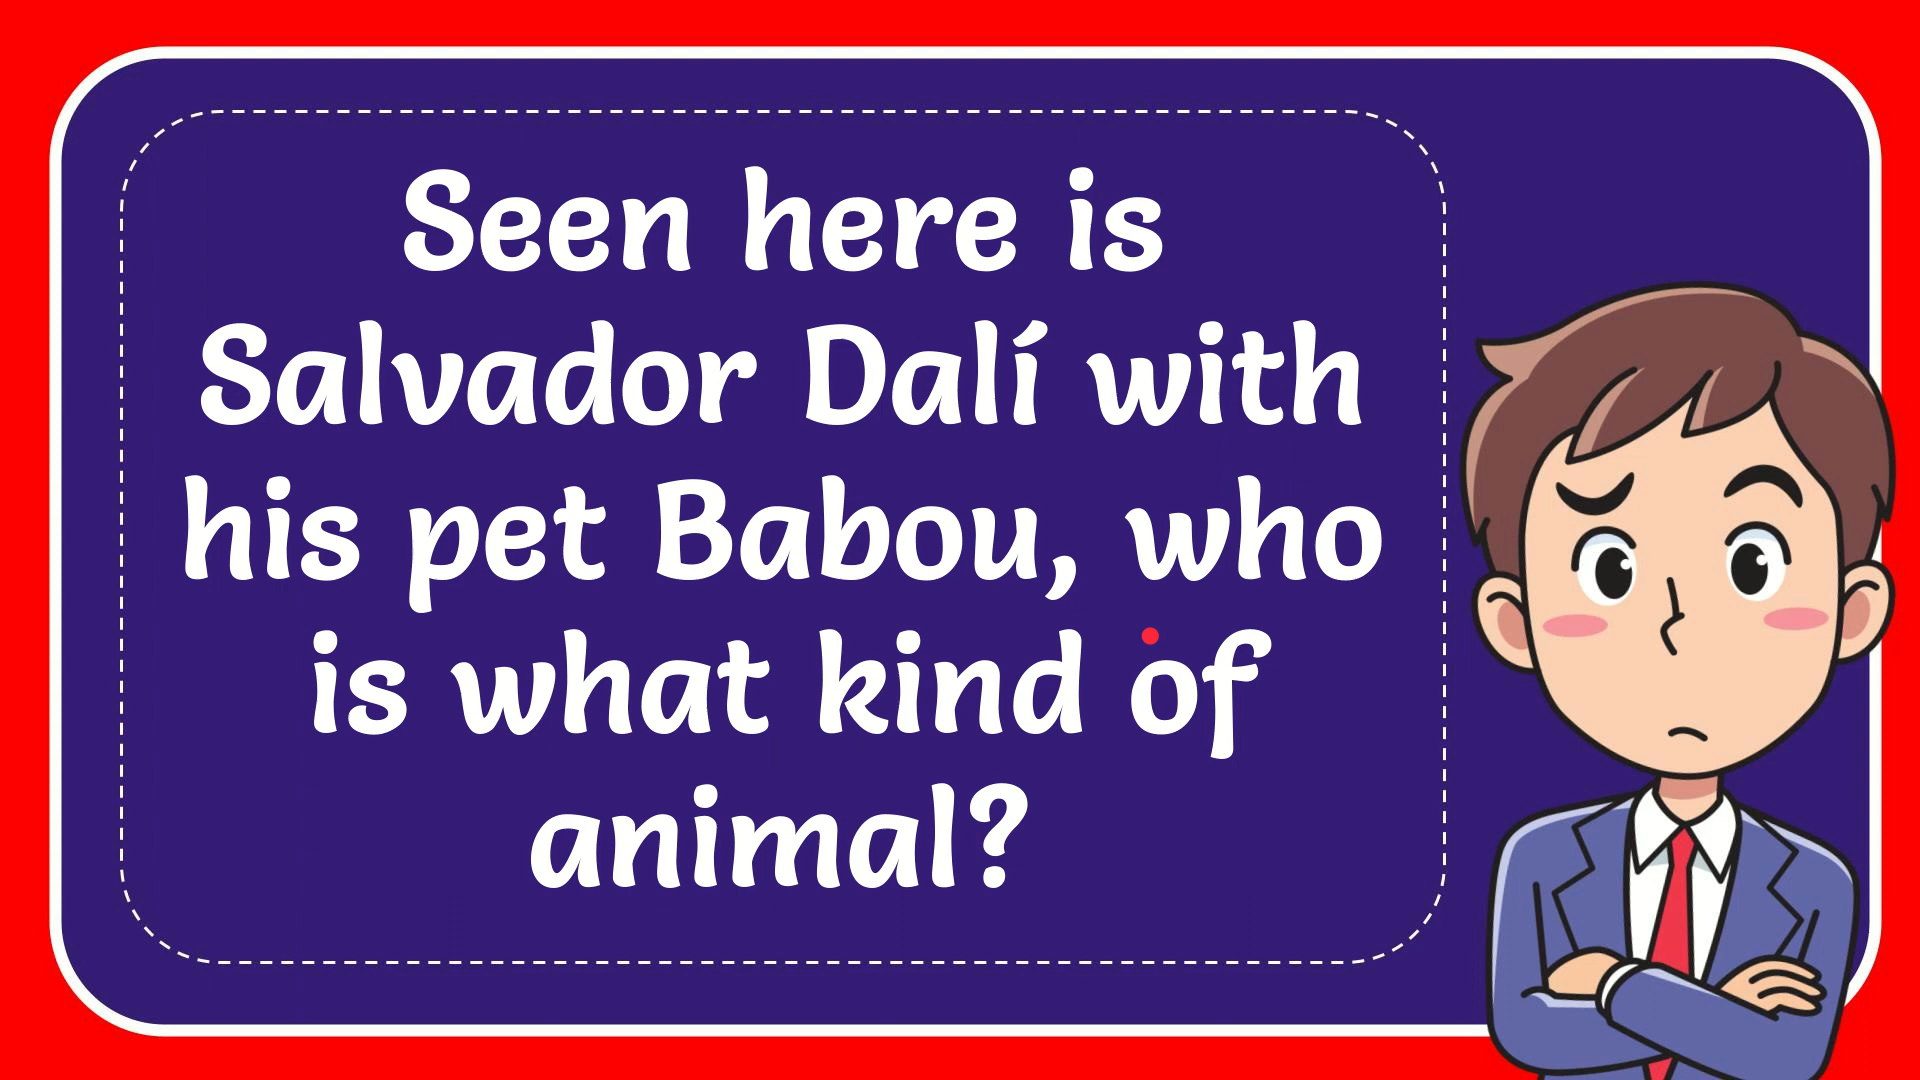 Seen here is
Salvador Dalí with
his pet Babou, who
is what kind of
animal?